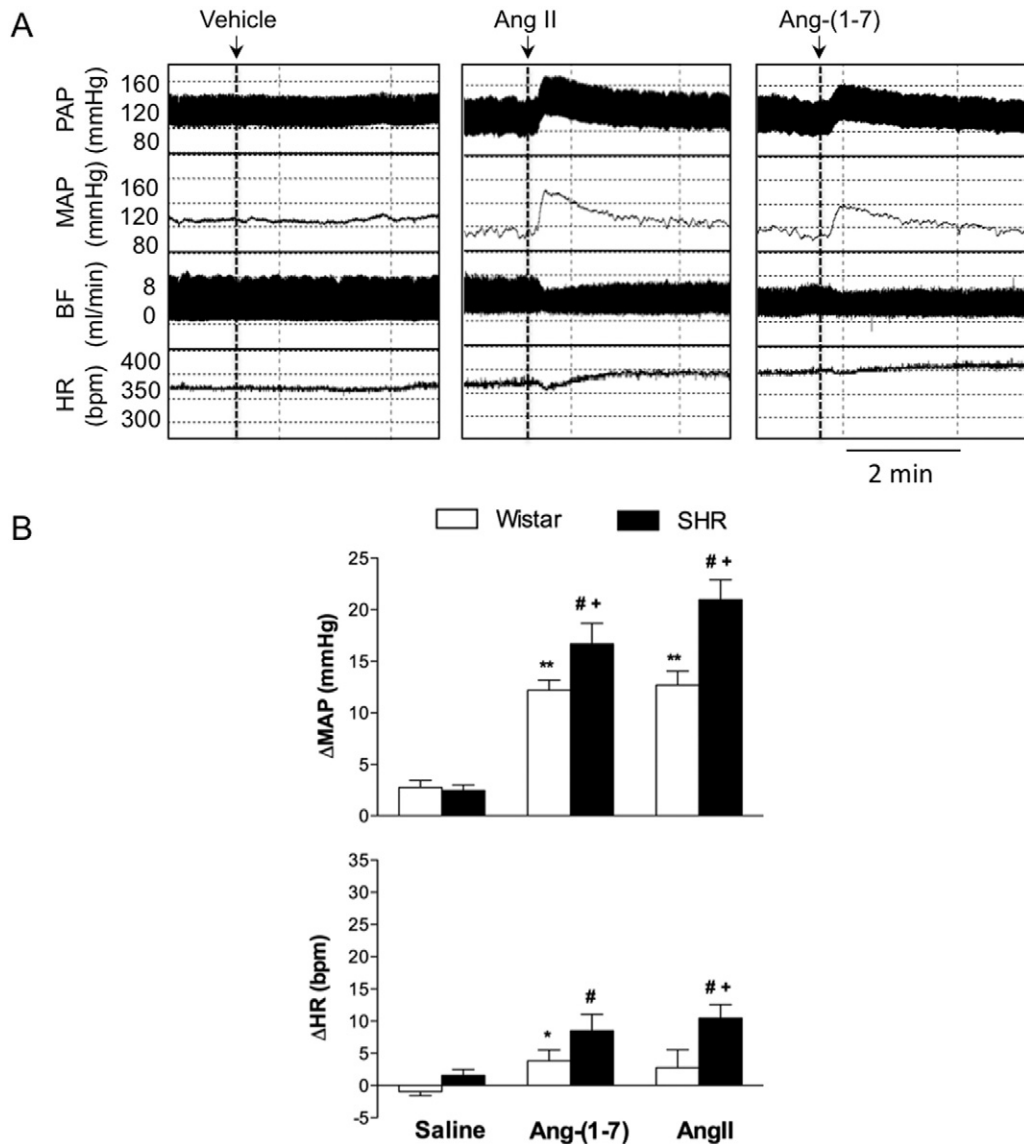 A
Vehicle Ang II Ang-(1-7)
PAP (mmHg)
160
120
80
MAP (mmHg)
160
120
80
BF (ml/min)
8
0
HR (bpm)
400
350
300
2 min
B
Wistar SHR
ΔMAP (mmHg)
25
20
15
10
5
0
** # + ** # +
ΔHR (bpm)
35
30
25
20
15
10
5
0
-5
* # # +
Saline Ang-(1-7) AngII